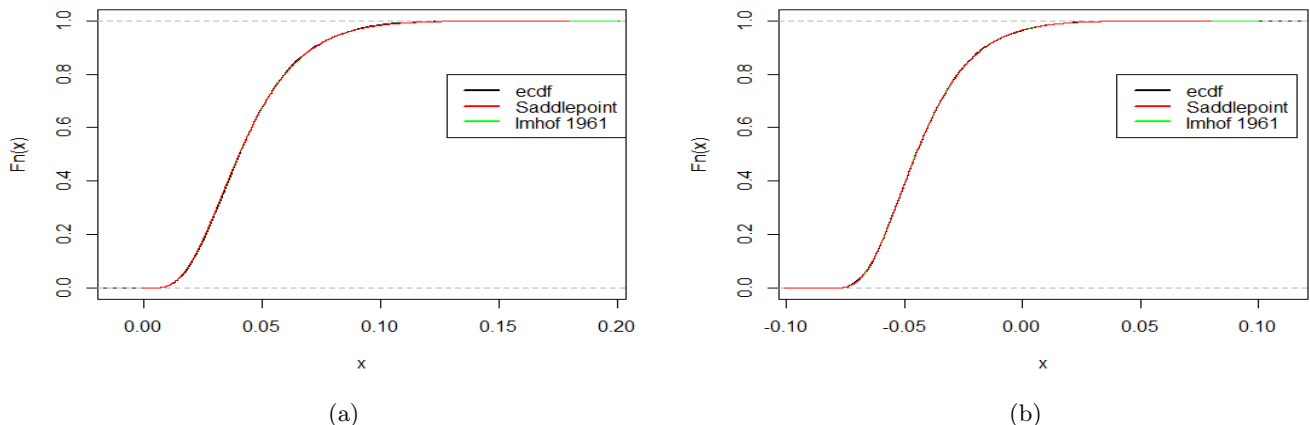 1.0
0.8
0.6
0.4
0.2
0.0
Fn(x)
ecdf
Saddlepoint
Imhof 1961
0.00 0.05 0.10 0.15 0.20
x
(a)
1.0
0.8
0.6
0.4
0.2
0.0
Fn(x)
ecdf
Saddlepoint
Imhof 1961
-0.10 -0.05 0.00 0.05 0.10
x
(b)